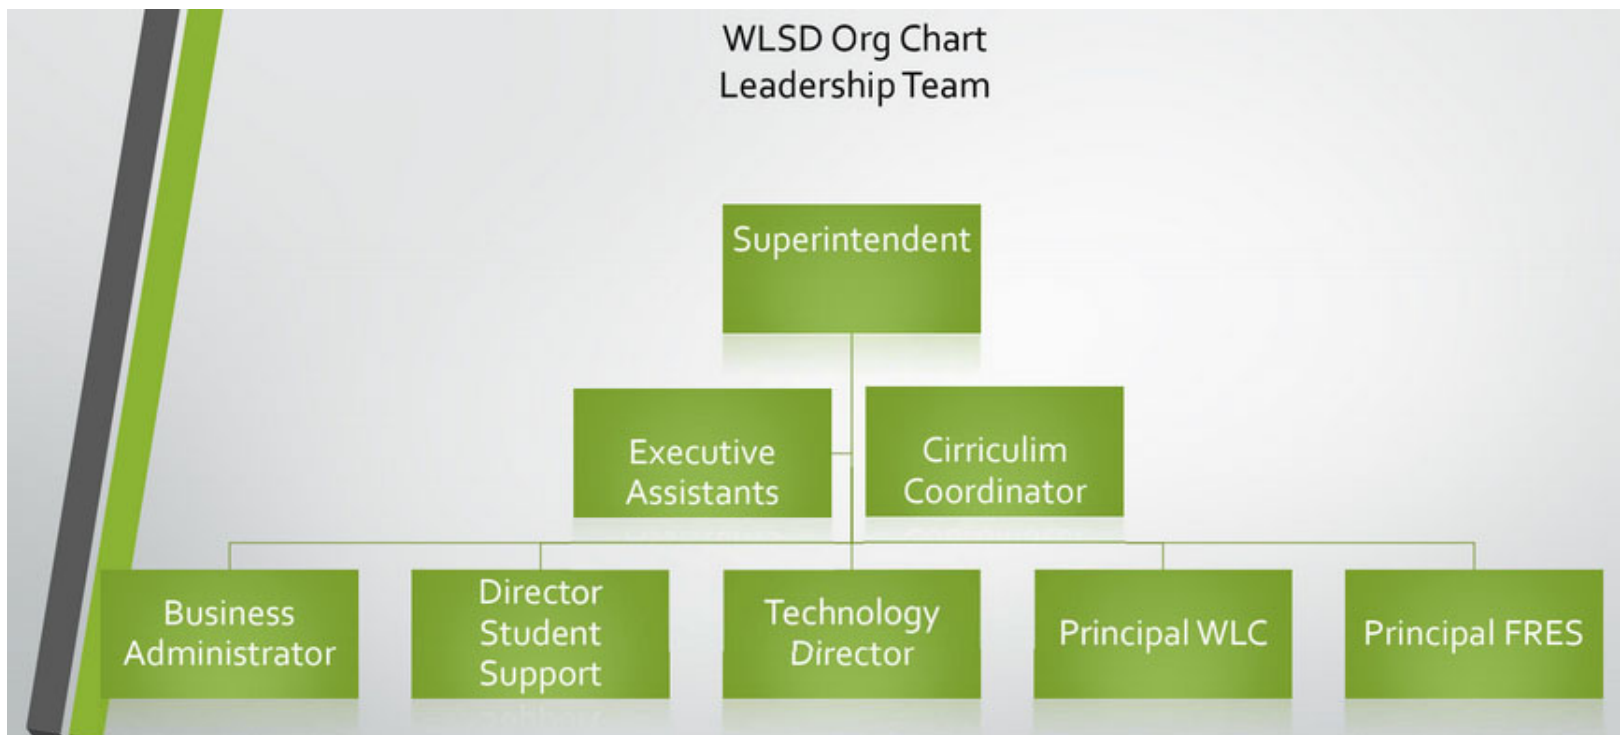 WLSD Org Chart
Leadership Team
Superintendent
Executive
Assistants
Cirriculim
Coordinator
Business
Administrator
Director
Student
Support
Technology
Director
Principal WLC
Principal FRES